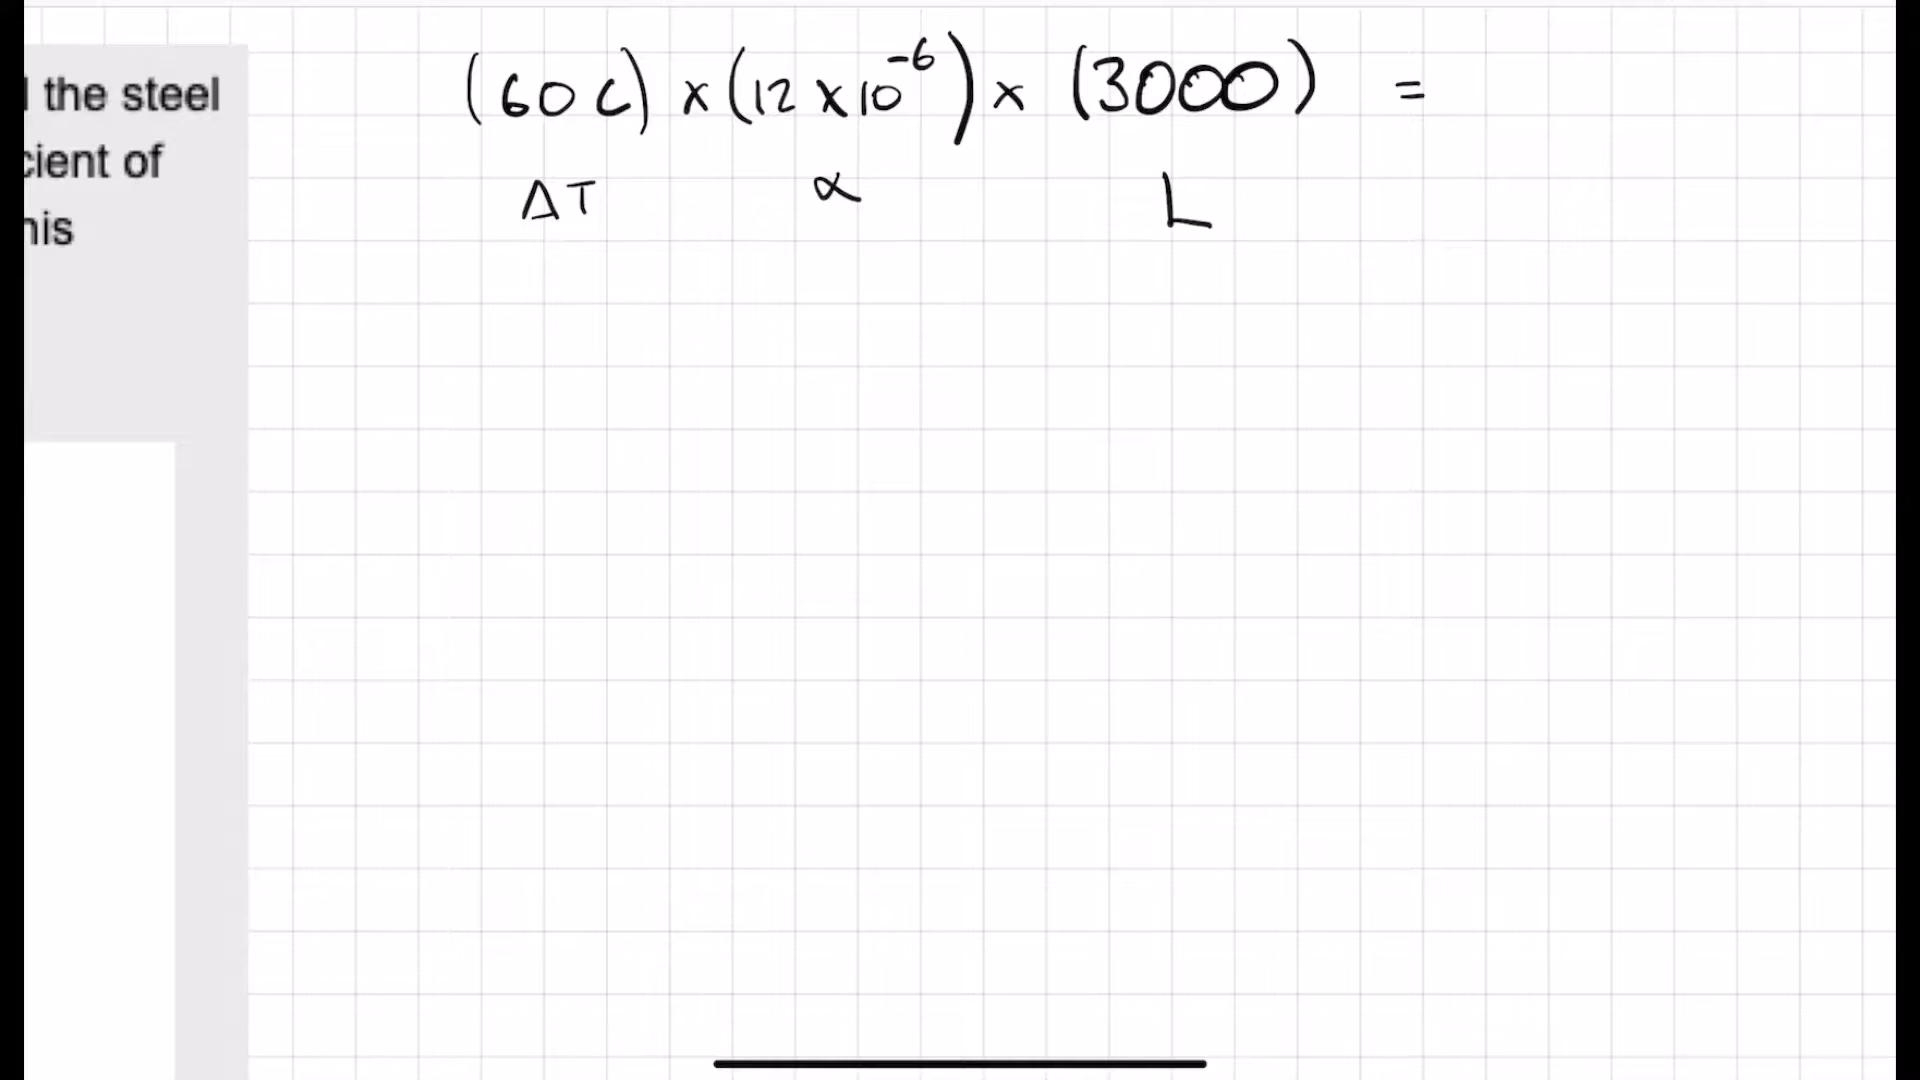 the steel
cient of
his
(60 C) x (12 x 10⁻⁶) x (3000) =
ΔT α L